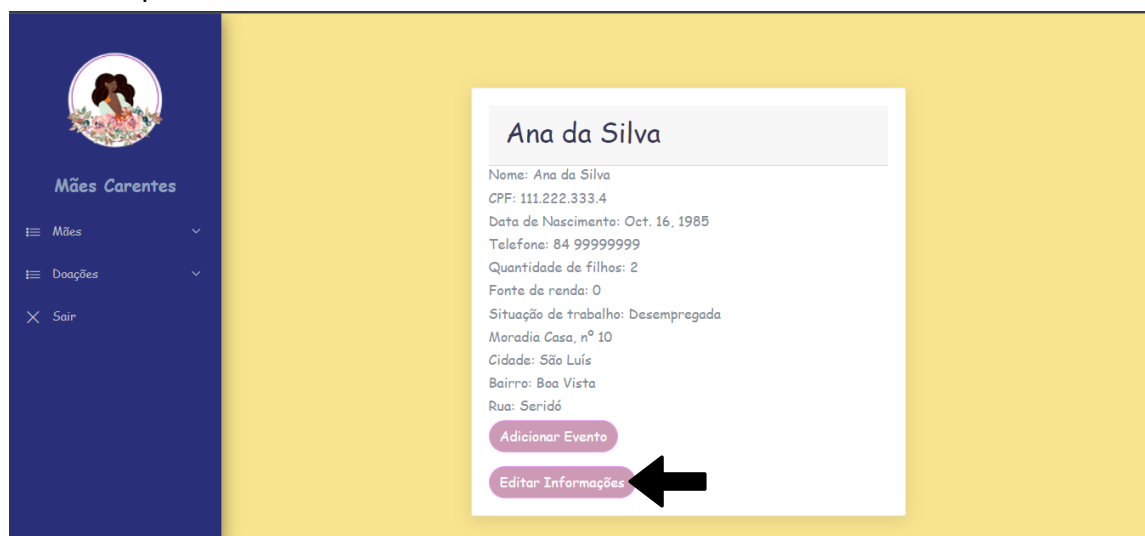 Mães Carentes
Mães
Doações
Sair
Ana da Silva
Nome: Ana da Silva
CPF: 111.222.333.4
Data de Nascimento: Oct. 16, 1985
Telefone: 84 99999999
Quantidade de filhos: 2
Fonte de renda: 0
Situação de trabalho: Desempregada
Moradia Casa, nº 10
Cidade: São Luís
Bairro: Boa Vista
Rua: Seridó
Adicionar Evento
Editar Informações